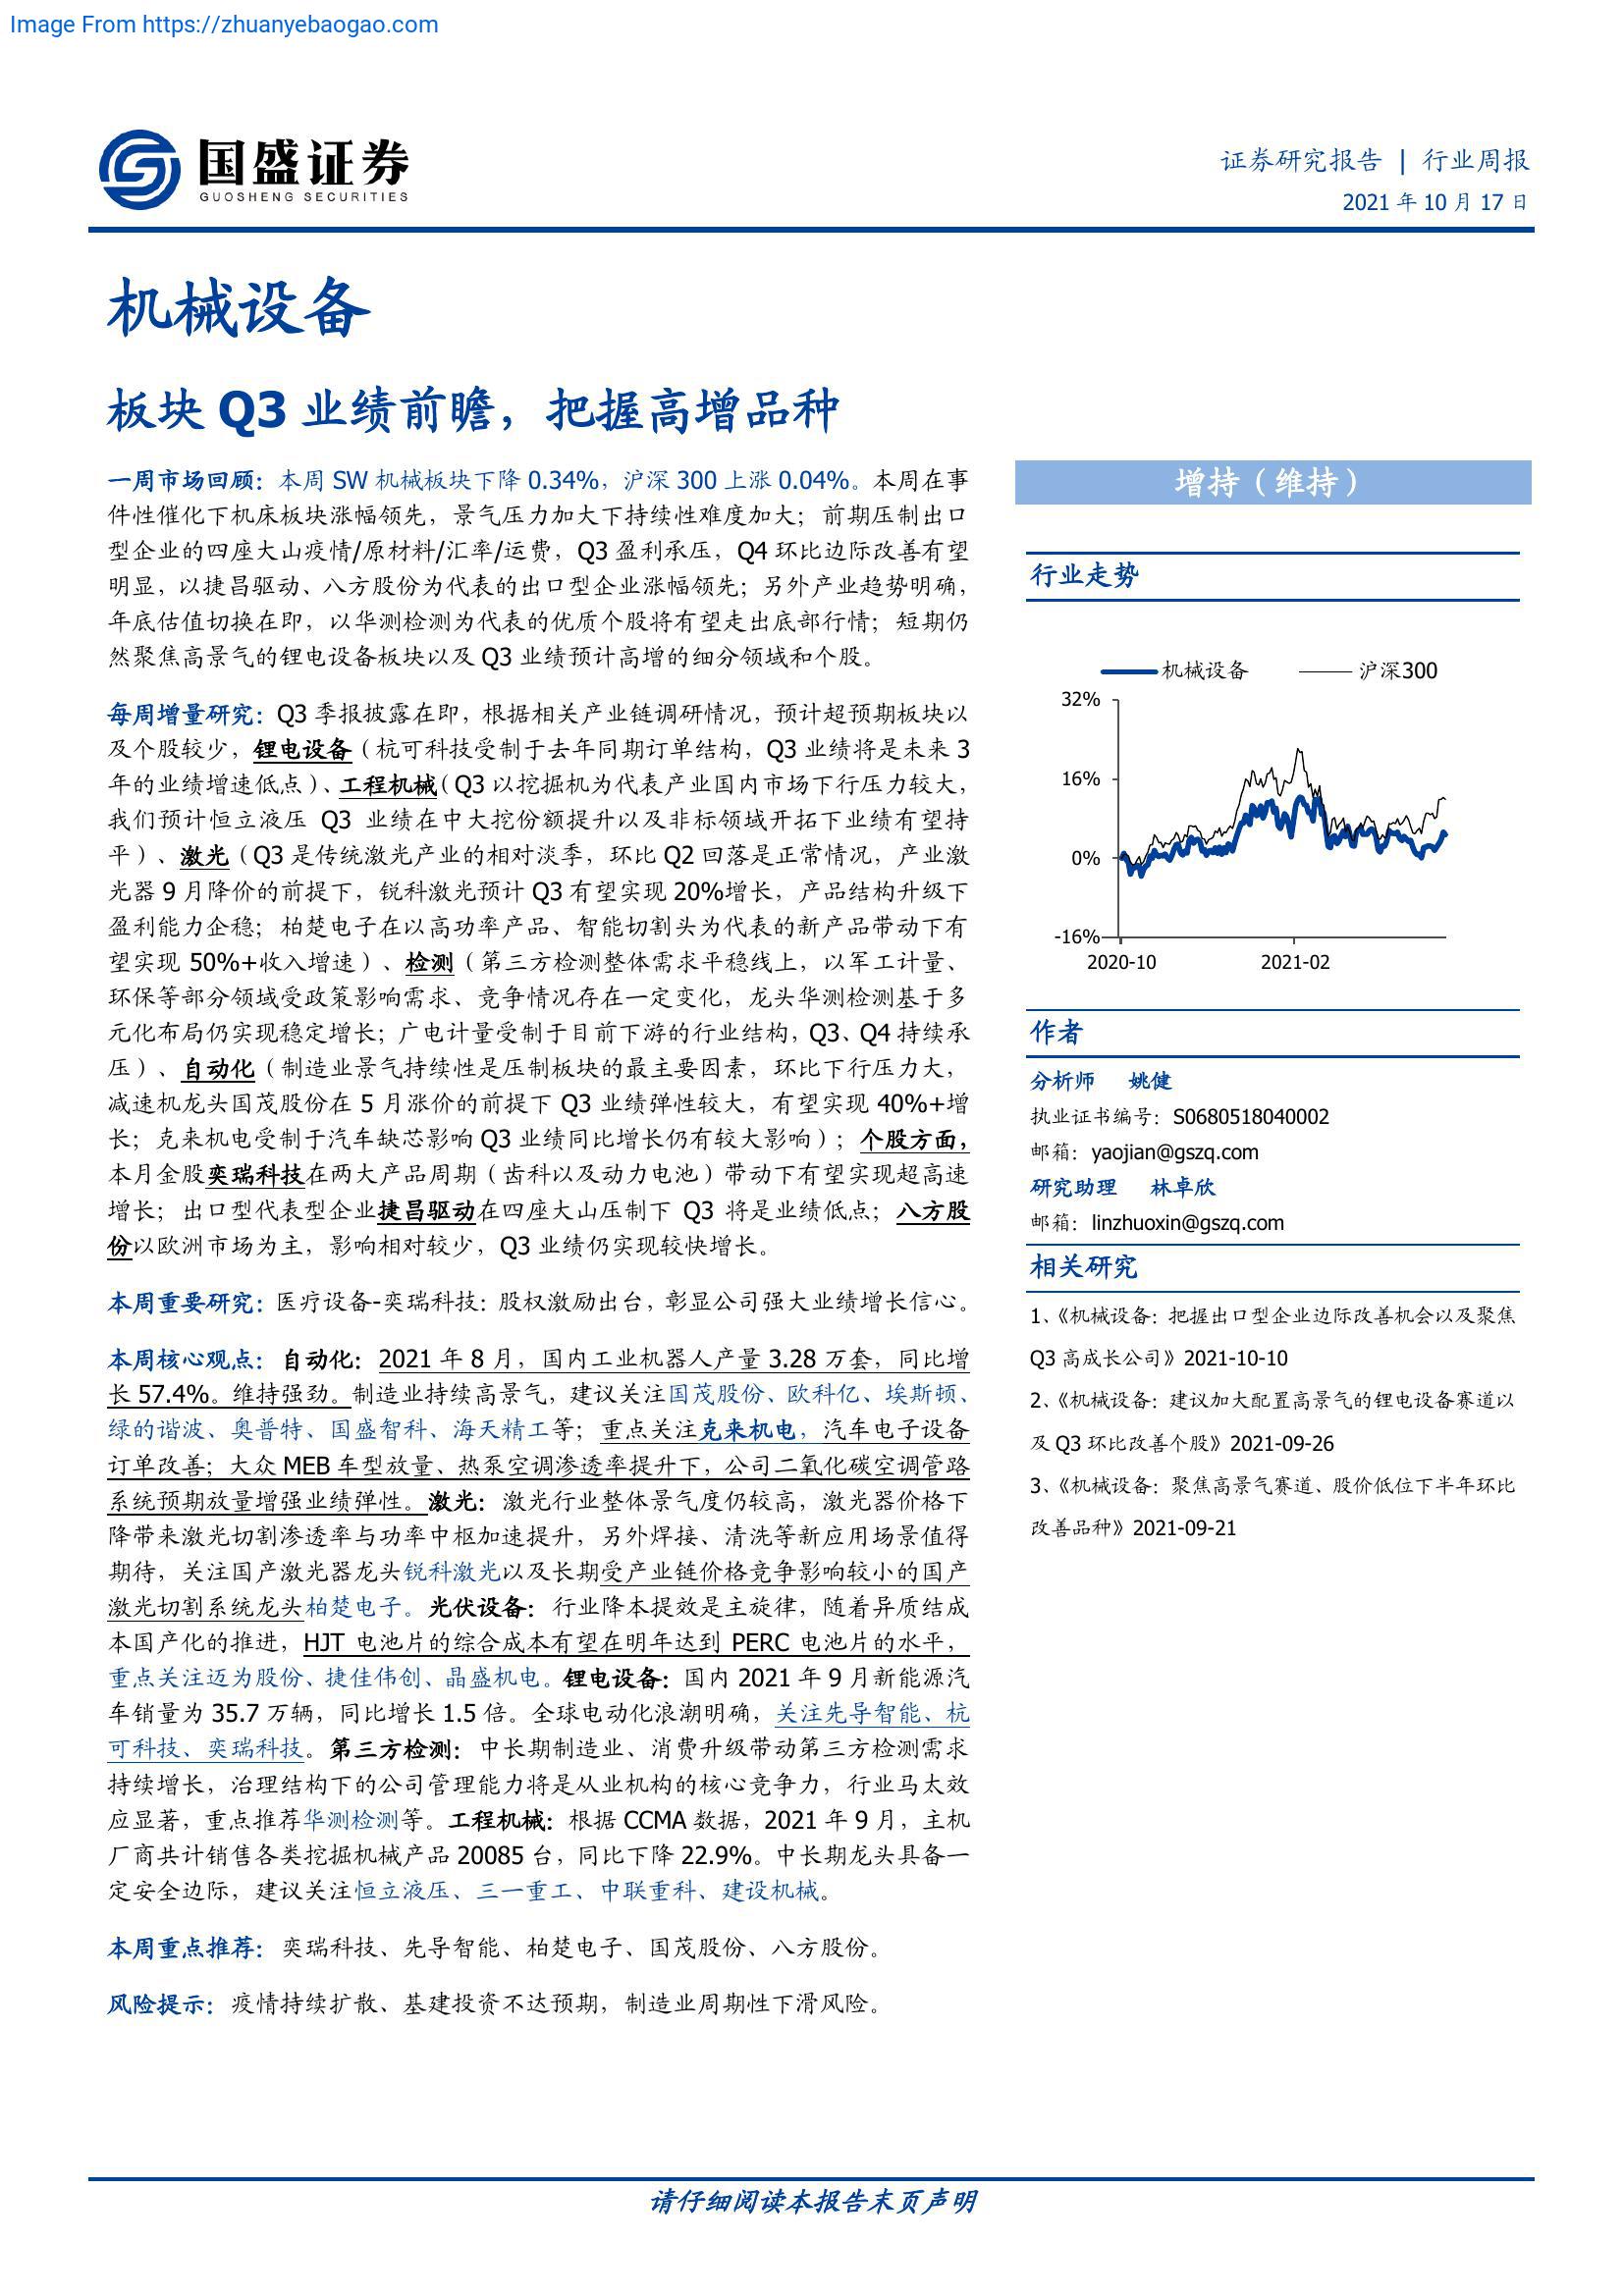 Image From https://zhuanyebaogao.com
国盛证券
GUOSHENG SECURITIES
证券研究报告 | 行业周报
2021 年 10 月 17 日
机械设备
板块 Q3 业绩前瞻，把握高增品种
一周市场回顾：本周 SW 机械板块下降 0.34%，沪深 300 上涨 0.04%。本周在事
件性催化下机床板块涨幅领先，景气压力加大下持续性难度加大；前期压制出口
型企业的四座大山疫情/原材料/汇率/运费，Q3 盈利承压，Q4 环比边际改善有望
明显，以捷昌驱动、八方股份为代表的出口型企业涨幅领先；另外产业趋势明确，
年底估值切换在即，以华测检测为代表的优质个股将有望走出底部行情；短期仍
然聚焦高景气的锂电设备板块以及 Q3 业绩预计高增的细分领域和个股。
每周增量研究：Q3 季报披露在即，根据相关产业链调研情况，预计超预期板块以
及个股较少，锂电设备（杭可科技受制于去年同期订单结构，Q3 业绩将是未来 3
年的业绩增速低点）、工程机械（Q3 以挖掘机为代表产业国内市场下行压力较大，
我们预计恒立液压 Q3 业绩在中大挖份额提升以及非标领域开拓下业绩有望持
平）、激光（Q3 是传统激光产业的相对淡季，环比 Q2 回落是正常情况，产业激
光器 9 月降价的前提下，锐科激光预计 Q3 有望实现 20%增长，产品结构升级下
盈利能力企稳；柏楚电子在以高功率产品、智能切割头为代表的新产品带动下有
望实现 50%+收入增速）、检测（第三方检测整体需求平稳线上，以军工计量、
环保等部分领域受政策影响需求、竞争情况存在一定变化，龙头华测检测基于多
元化布局仍实现稳定增长；广电计量受制于目前下游的行业结构，Q3、Q4 持续承
压）、自动化（制造业景气持续性是压制板块的最主要因素，环比下行压力大，
减速机龙头国茂股份在 5 月涨价的前提下 Q3 业绩弹性较大，有望实现 40%+增
长；克来机电受制于汽车缺芯影响 Q3 业绩同比增长仍有较大影响）；个股方面，
本月金股奕瑞科技在两大产品周期（齿科以及动力电池）带动下有望实现超高速
增长；出口型代表型企业捷昌驱动在四座大山压制下 Q3 将是业绩低点；八方股
份以欧洲市场为主，影响相对较少，Q3 业绩仍实现较快增长。
本周重要研究：医疗设备-奕瑞科技：股权激励出台，彰显公司强大业绩增长信心。
本周核心观点：自动化：2021 年 8 月，国内工业机器人产量 3.28 万套，同比增
长 57.4%。维持强劲。制造业持续高景气，建议关注国茂股份、欧科亿、埃斯顿、
绿的谐波、奥普特、国盛智科、海天精工等；重点关注克来机电，汽车电子设备
订单改善；大众 MEB 车型放量、热泵空调渗透率提升下，公司二氧化碳空调管路
系统预期放量增强业绩弹性。激光：激光行业整体景气度仍较高，激光器价格下
降带来激光切割渗透率与功率中枢加速提升，另外焊接、清洗等新应用场景值得
期待，关注国产激光器龙头锐科激光以及长期受产业链价格竞争影响较小的国产
激光切割系统龙头柏楚电子。光伏设备：行业降本提效是主旋律，随着异质结成
本国产化的推进，HJT 电池片的综合成本有望在明年达到 PERC 电池片的水平，
重点关注迈为股份、捷佳伟创、晶盛机电。锂电设备：国内 2021 年 9 月新能源汽
车销量为 35.7 万辆，同比增长 1.5 倍。全球电动化浪潮明确，关注先导智能、杭
可科技、奕瑞科技。第三方检测：中长期制造业、消费升级带动第三方检测需求
持续增长，治理结构下的公司管理能力将是从业机构的核心竞争力，行业马太效
应显著，重点推荐华测检测等。工程机械：根据 CCMA 数据，2021 年 9 月，主机
厂商共计销售各类挖掘机械产品 20085 台，同比下降 22.9%。中长期龙头具备一
定安全边际，建议关注恒立液压、三一重工、中联重科、建设机械。
本周重点推荐：奕瑞科技、先导智能、柏楚电子、国茂股份、八方股份。
风险提示：疫情持续扩散、基建投资不达预期，制造业周期性下滑风险。
增持（维持）
行业走势
机械设备 沪深300
32%
16%
0%
-16%
2020-10 2021-02
作者
分析师 姚健
执业证书编号：S0680518040002
邮箱：yaojian@gszq.com
研究助理 林卓欣
邮箱：linzhuoxin@gszq.com
相关研究
1、《机械设备：把握出口型企业边际改善机会以及聚焦
Q3 高成长公司》2021-10-10
2、《机械设备：建议加大配置高景气的锂电设备赛道以
及 Q3 环比改善个股》2021-09-26
3、《机械设备：聚焦高景气赛道、股价低位下半年环比
改善品种》2021-09-21
请仔细阅读本报告末页声明